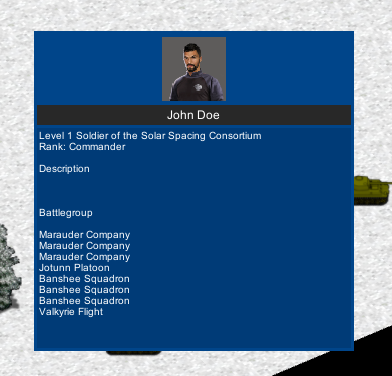 John Doe
Level 1 Soldier of the Solar Spacing Consortium
Rank: Commander
Description
Battlegroup
Marauder Company
Marauder Company
Marauder Company
Jotunn Platoon
Banshee Squadron
Banshee Squadron
Banshee Squadron
Valkyrie Flight